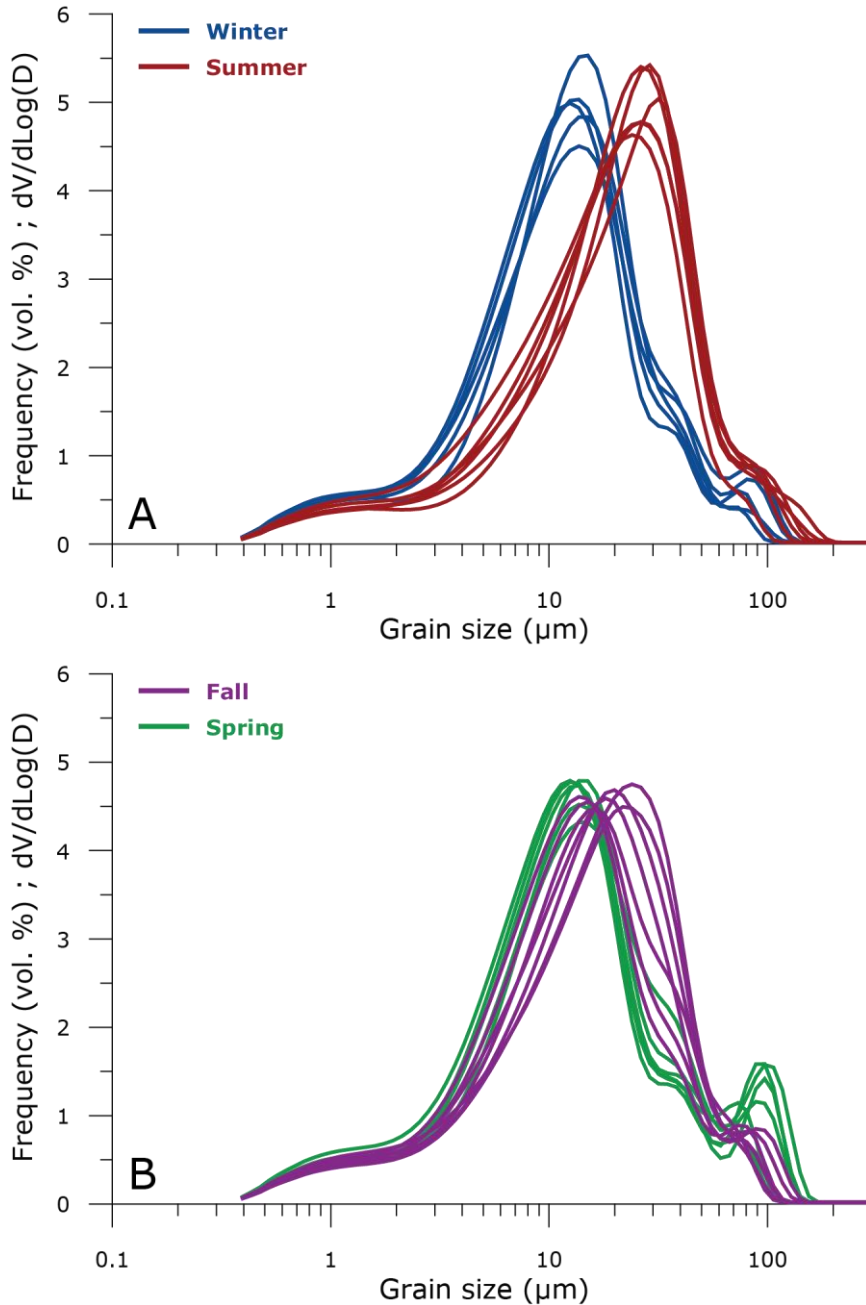 6
5
4
3
2
1
0
Frequency (vol. %) ; dV/dLog(D)
Winter
Summer
A
0.1 1 10 100
Grain size (µm)
6
5
4
3
2
1
0
Frequency (vol. %) ; dV/dLog(D)
Fall
Spring
B
0.1 1 10 100
Grain size (µm)